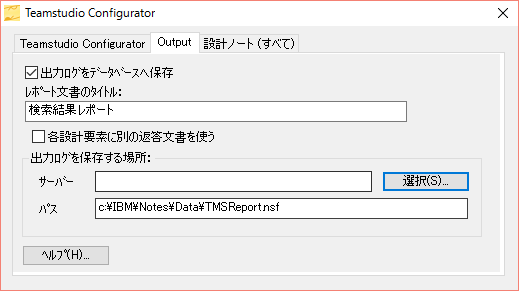 Teamstudio Configurator
Teamstudio Configurator Output 設計ノート (すべて)
出力ログをデータベースへ保存
レポート文書のタイトル:
検索結果レポート
各設計要素に別の返答文書を使う
出力ログを保存する場所:
サーバー 選択(S)...
パス c:¥IBM¥Notes¥Data¥TMSReport.nsf
ヘルプ(H)...